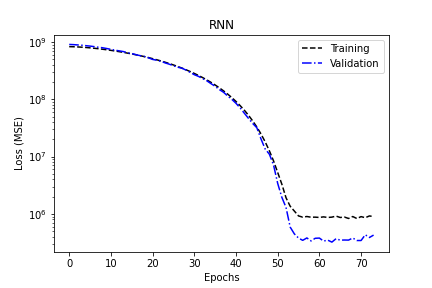 RNN
Training
Validation
Loss (MSE)
10⁹
10⁸
10⁷
10⁶
0 10 20 30 40 50 60 70
Epochs